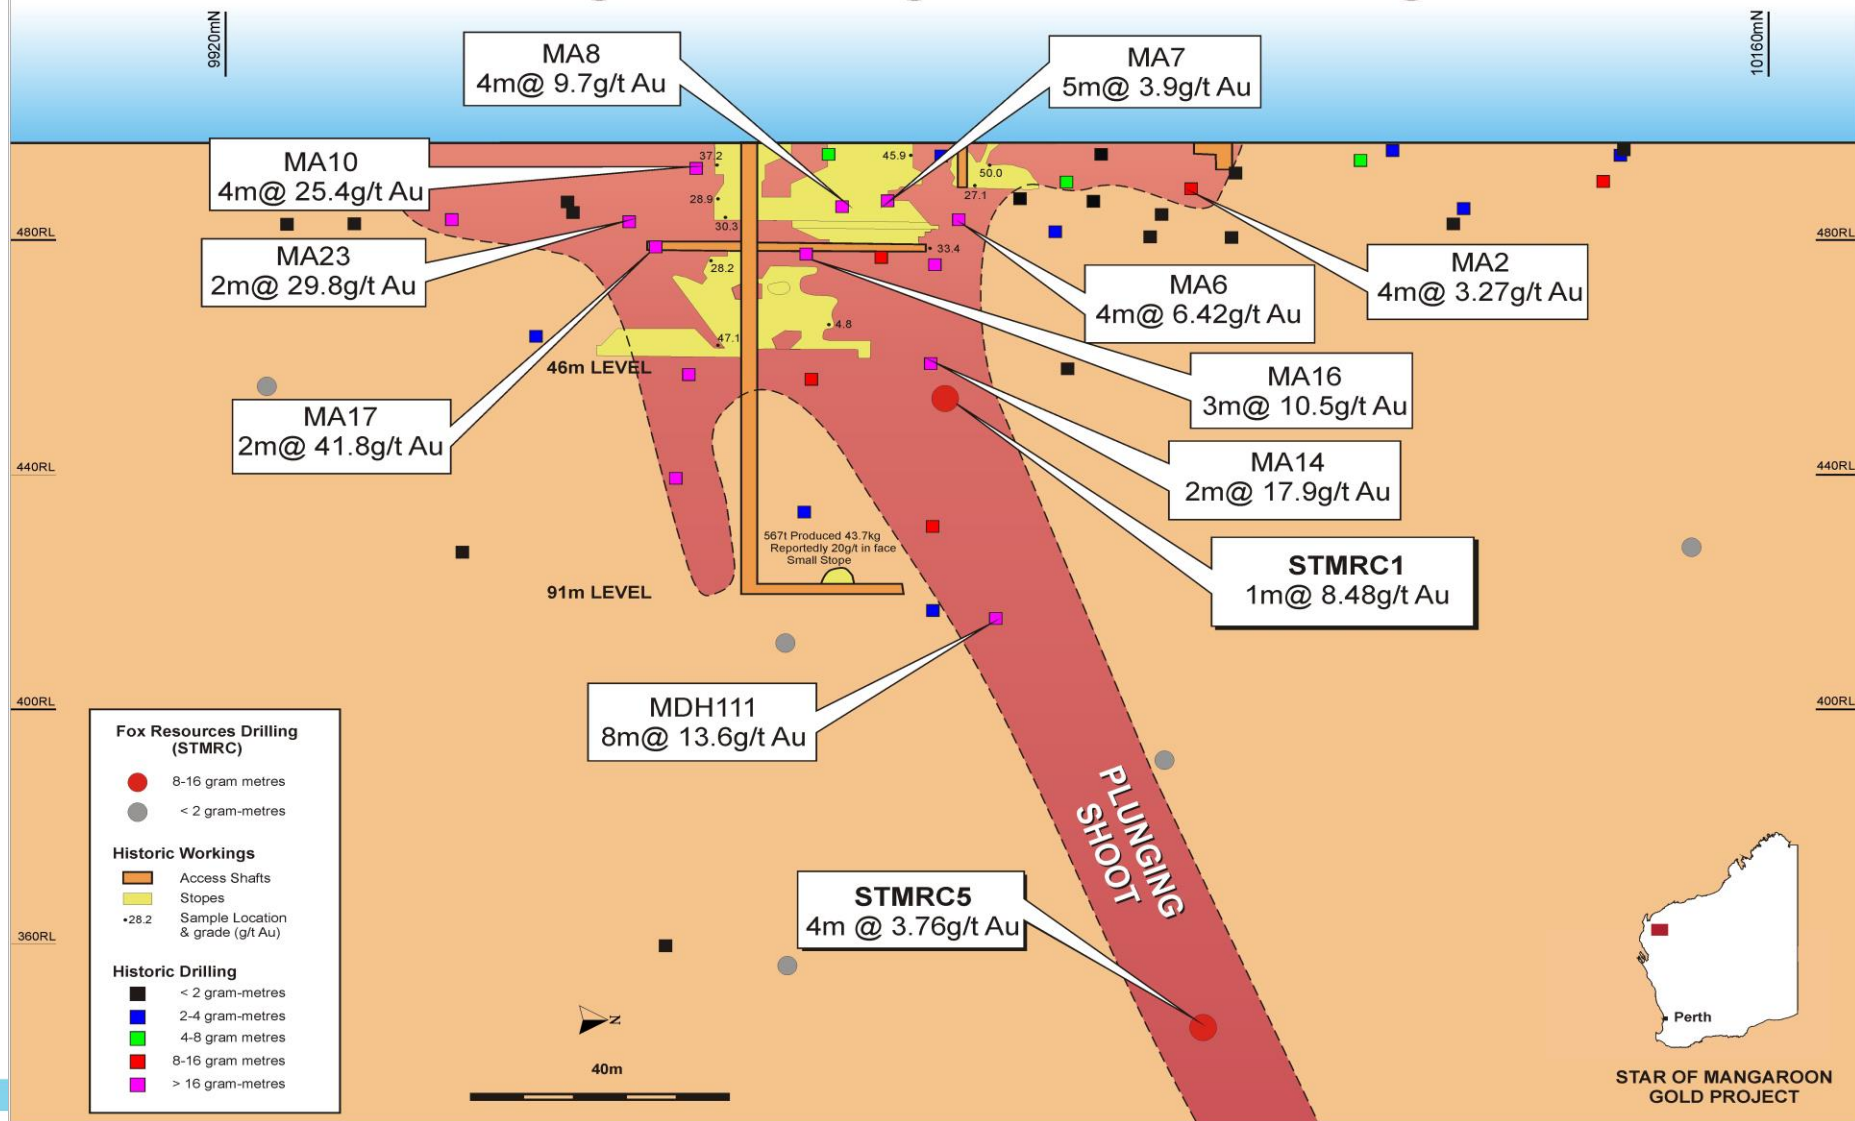 9920mN
10160mN
MA8
4m@ 9.7g/t Au
MA7
5m@ 3.9g/t Au
MA10
4m@ 25.4g/t Au
37.2
45.9
50.0
27.1
28.9
30.3
480RL
480RL
MA23
2m@ 29.8g/t Au
33.4
28.2
MA6
4m@ 6.42g/t Au
MA2
4m@ 3.27g/t Au
4.8
47.1
46m LEVEL
MA16
3m@ 10.5g/t Au
MA17
2m@ 41.8g/t Au
440RL
440RL
MA14
2m@ 17.9g/t Au
567t Produced 43.7kg
Reportedly 20g/t in face
Small Stope
STMRC1
1m@ 8.48g/t Au
91m LEVEL
400RL
400RL
MDH111
8m@ 13.6g/t Au
PLUNGING
SHOOT
STMRC5
4m @ 3.76g/t Au
360RL
Fox Resources Drilling
(STMRC)
8-16 gram metres
< 2 gram-metres
Historic Workings
Access Shafts
Stopes
•28.2 Sample Location
& grade (g/t Au)
Historic Drilling
< 2 gram-metres
2-4 gram-metres
4-8 gram metres
8-16 gram metres
> 16 gram-metres
N
40m
Perth
STAR OF MANGAROON
GOLD PROJECT